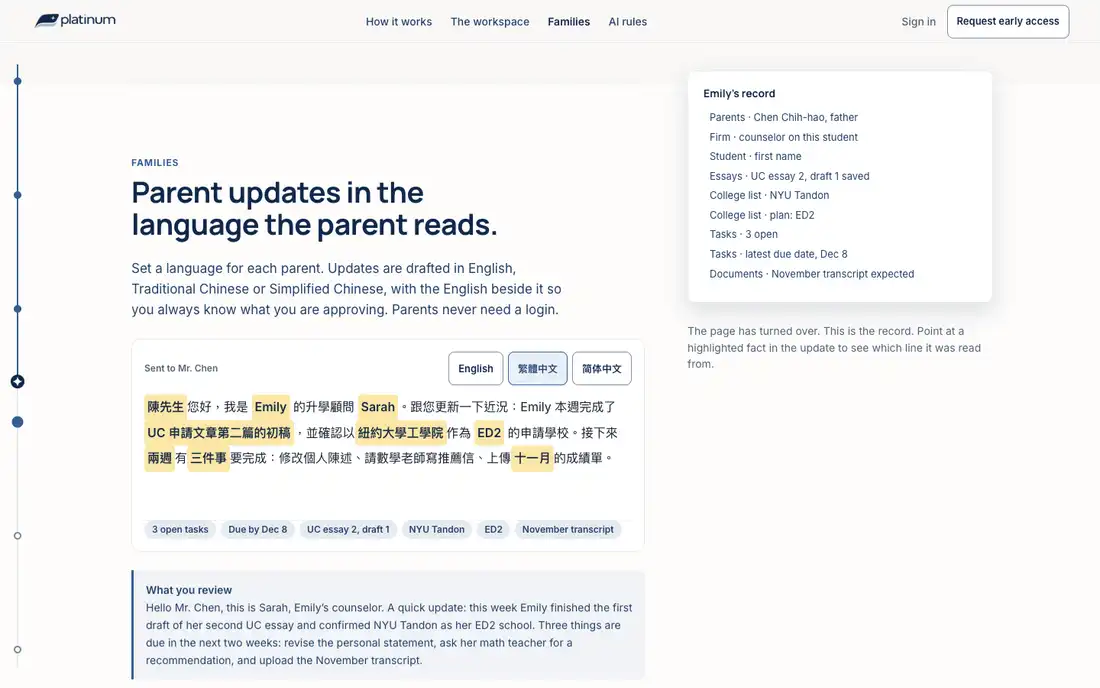 platinum
How it works
The workspace
Families
AI rules
Sign in
Request early access
FAMILIES
Parent updates in the
language the parent reads.
Set a language for each parent. Updates are drafted in English,
Traditional Chinese or Simplified Chinese, with the English beside it so
you always know what you are approving. Parents never need a login.
Sent to Mr. Chen
English
繁體中文
简体中文
陳先生您好，我是 Emily 的升學顧問 Sarah 。跟您更新一下近況：Emily 本週完成了
UC 申請文章第二篇的初稿 ，並確認以 紐約大學工學院 作為 ED2 的申請學校。接下來
兩週 有 三件事 要完成：修改個人陳述、請數學老師寫推薦信、上傳 十一月 的成績單。
3 open tasks
Due by Dec 8
UC essay 2, draft 1
NYU Tandon
ED2
November transcript
What you review
Hello Mr. Chen, this is Sarah, Emily’s counselor. A quick update: this week Emily finished the first
draft of her second UC essay and confirmed NYU Tandon as her ED2 school. Three things are
due in the next two weeks: revise the personal statement, ask her math teacher for a
recommendation, and upload the November transcript.
Emily’s record
Parents · Chen Chih-hao, father
Firm · counselor on this student
Student · first name
Essays · UC essay 2, draft 1 saved
College list · NYU Tandon
College list · plan: ED2
Tasks · 3 open
Tasks · latest due date, Dec 8
Documents · November transcript expected
The page has turned over. This is the record. Point at a
highlighted fact in the update to see which line it was read
from.